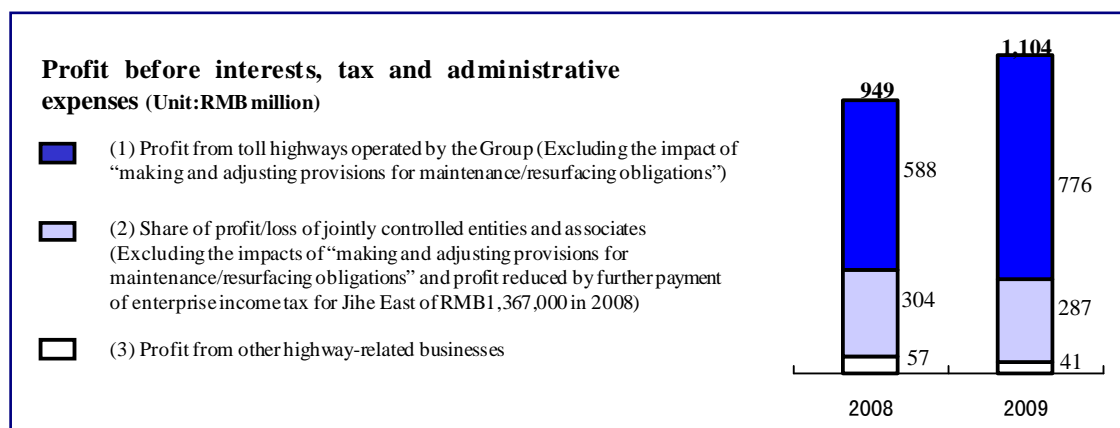 Profit before interests, tax and administrative
expenses (Unit:RMB million)
(1) Profit from toll highways operated by the Group (Excluding the impact of
“making and adjusting provisions for maintenance/resurfacing obligations”)
(2) Share of profit/loss of jointly controlled entities and associates
(Excluding the impacts of “making and adjusting provisions for
maintenance/resurfacing obligations” and profit reduced by further payment
of enterprise income tax for Jihe East of RMB1,367,000 in 2008)
(3) Profit from other highway-related businesses
949
588
304
57
2008
1,104
776
287
41
2009